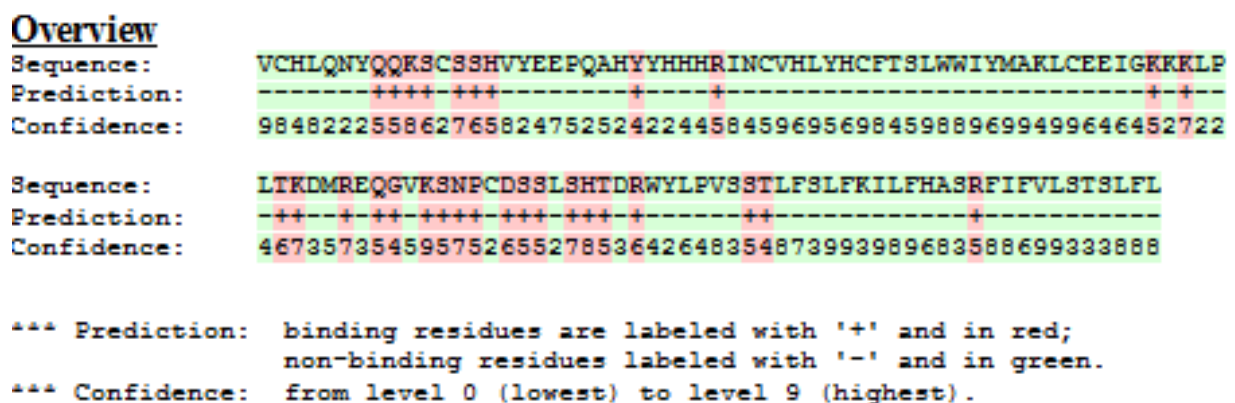 Overview
Sequence: VCHLQNYQQKSCSSHVYEEPQAHYYHHHRINCVHLYHCFTSLWWIYMAKLCEEIGKKKLP
Prediction: -------++++-+++--------+----+--------------------------+-+--
Confidence: 984822255862765824752524224458459695698459889699499646452722
Sequence: LTKDMREQGVKSNPCDSSLSHTDRWYLPVSSTLFSLFKILFHASRFIFVLSTSLFL
Prediction: -++--+-++-++++-+++-+++-+------++------------+-----------
Confidence: 46735735459575265527853642648354873993989683588699333888
*** Prediction: binding residues are labeled with '+' and in red;
non-binding residues labeled with '-' and in green.
*** Confidence: from level 0 (lowest) to level 9 (highest).